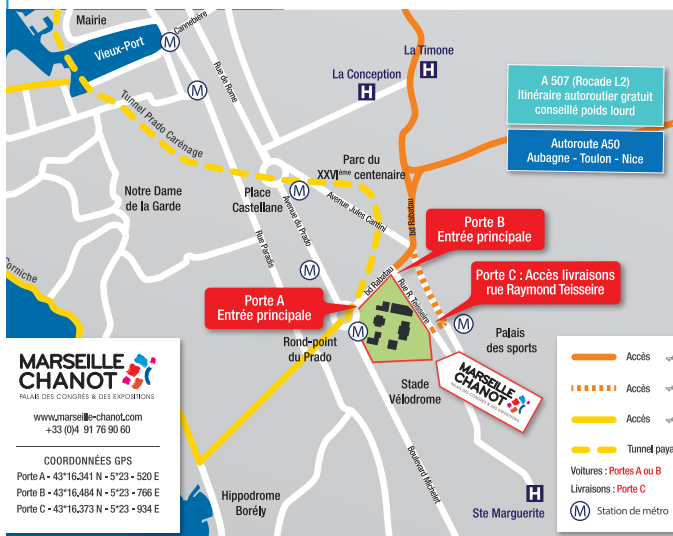 Mairie
Cannebière
M
Vieux-Port
La Timone
H
La Conception
H
Rue de Rome
M
A 507 (Rocade L2)
Itinéraire autoroutier gratuit
conseillé poids lourd
Autoroute A50
Aubagne - Toulon - Nice
Tunnel Prado Carénage
Parc du
XXVIème centenaire
Notre Dame
de la Garde
Place
Castellane
M
Avenue Jules Cantini
bd Rabatau
Avenue du Prado
Rue Paradis
Porte B
Entrée principale
Corniche
M
bd Rabatau
Rue R. Teisseire
Porte C : Accès livraisons
rue Raymond Teisseire
Porte A
Entrée principale
M
M
Rond-point
du Prado
Palais
des sports
MARSEILLE
CHANOT
PALAIS DES CONGRÈS & DES EXPOSITIONS
Stade
Vélodrome
MARSEILLE
CHANOT
PALAIS DES CONGRÈS & DES EXPOSITIONS
www.marseille-chanot.com
+33 (0)4 91 76 90 60
COORDONNÉES GPS
Porte A - 43°16,341 N - 5°23 - 520 E
Porte B - 43°16,484 N - 5°23 - 766 E
Porte C - 43°16,373 N - 5°23 - 934 E
Boulevard Michelet
Hippodrome
Borély
H
Ste Marguerite
Accès
Accès
Accès
Tunnel paya
Voitures : Portes A ou B
Livraisons : Porte C
M Station de métro